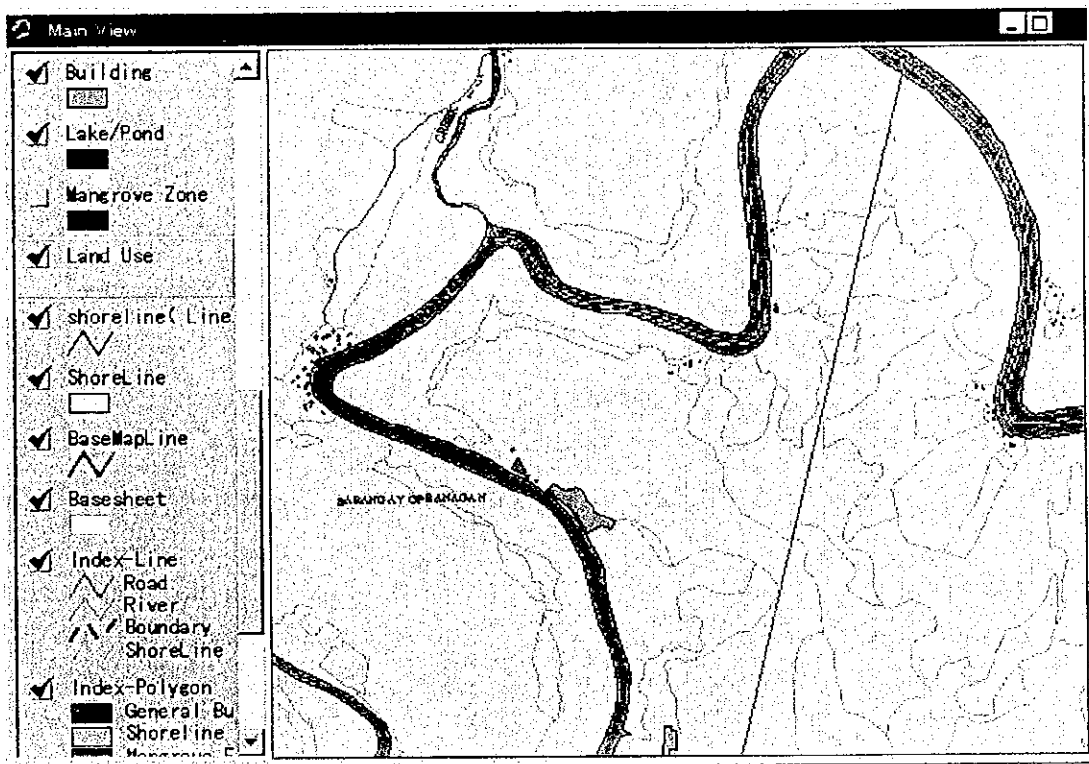 Main View
Building
Lake/Pond
Mangrove Zone
Land Use
shoreline( Line
ShoreLine
BaseMapLine
Basesheet
Index-Line
Road
River
Boundary
ShoreLine
Index-Polygon
General Bu
Shoreline
BARANGAY